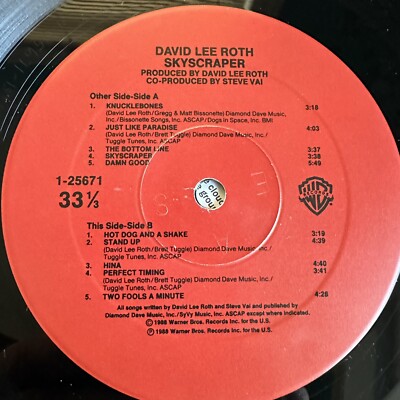 DAVID LEE ROTH
SKYSCRAPER
PRODUCED BY DAVID LEE ROTH
CO-PRODUCED BY STEVE VAI
Other Side-Side A
1. KNUCKLEBONES 3:18
(David Lee Roth/Gregg & Matt Bissonette) Diamond Dave Music,
Inc./Bissonette Songs, Inc. ASCAP/Dogs in Space, Inc. BMI
2. JUST LIKE PARADISE 4:03
(David Lee Roth/Brett Tuggle) Diamond Dave Music, Inc./
Tuggle Tunes, Inc. ASCAP
3. THE BOTTOM LINE 3:37
4. SKYSCRAPER 3:38
5. DAMN GOOD 5:49
1-25671
33 ⅓
This Side-Side B
1. HOT DOG AND A SHAKE 3:19
2. STAND UP 4:39
(David Lee Roth/Brett Tuggle) Diamond Dave Music, Inc./
Tuggle Tunes, Inc. ASCAP
3. HINA 4:40
4. PERFECT TIMING 3:41
(David Lee Roth/Brett Tuggle) Diamond Dave Music, Inc./
Tuggle Tunes, Inc. ASCAP
5. TWO FOOLS A MINUTE 4:28
All songs written by David Lee Roth and Steve Vai and published by
Diamond Dave Music, Inc./SyVy Music, Inc. ASCAP except where indicated.
© 1988 Warner Bros. Records Inc. for the U.S.
℗ 1988 Warner Bros. Records Inc. for the U.S.